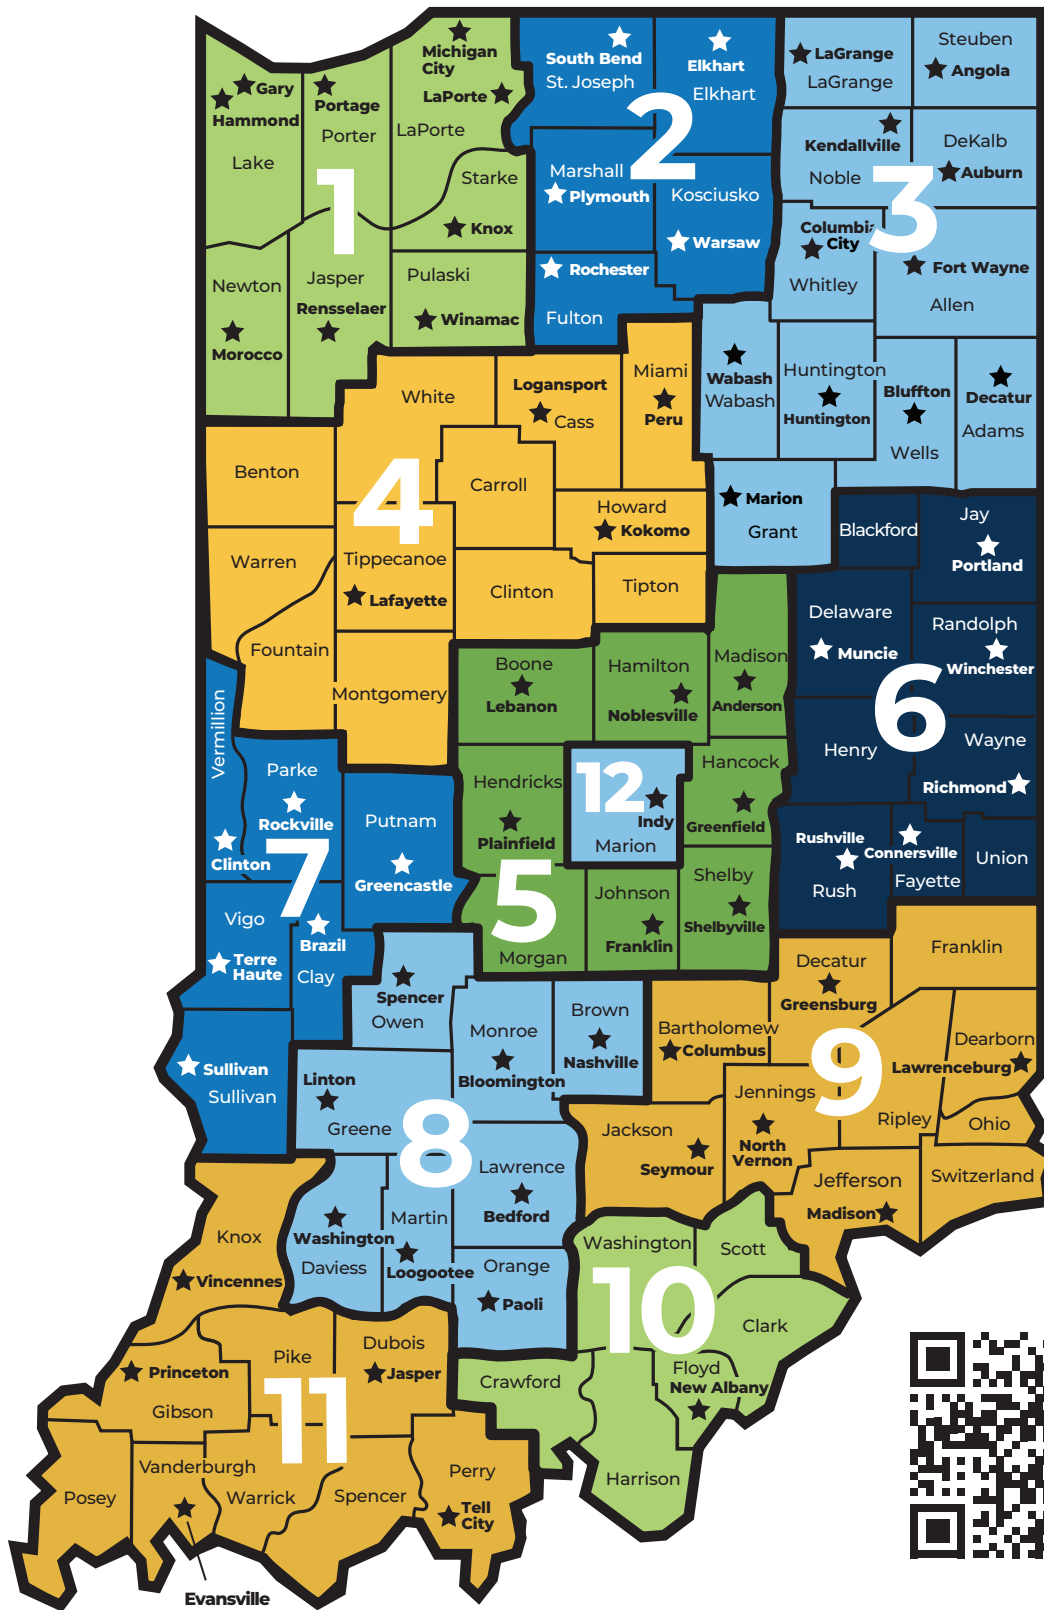 Michigan
City
South Bend
St. Joseph
Elkhart
Elkhart
LaGrange
LaGrange
Steuben
Angola
Gary
Hammond
Portage
LaPorte
Porter
LaPorte
Lake
1
2
3
Starke
Knox
Marshall
Plymouth
Kosciusko
Warsaw
Kendallville
Noble
DeKalb
Auburn
Columbia
City
Whitley
Fort Wayne
Allen
Newton
Morocco
Jasper
Rensselaer
Pulaski
Winamac
Rochester
Fulton
White
Logansport
Cass
Miami
Peru
Wabash
Wabash
Huntington
Huntington
Bluffton
Wells
Decatur
Adams
Benton
4
Carroll
Howard
Kokomo
Marion
Grant
Blackford
Jay
Portland
Warren
Tippecanoe
Lafayette
Clinton
Tipton
Fountain
Montgomery
Boone
Lebanon
Hamilton
Noblesville
Madison
Anderson
Delaware
Muncie
Randolph
Winchester
6
Henry
Wayne
Richmond
Vermillion
Parke
Rockville
Clinton
7
Putnam
Greencastle
Hendricks
Plainfield
12
Indy
Marion
Hancock
Greenfield
Rushville
Rush
Connersville
Fayette
Union
Vigo
Terre
Haute
Brazil
Clay
5
Morgan
Johnson
Franklin
Shelby
Shelbyville
Spencer
Owen
Monroe
Bloomington
Brown
Nashville
Bartholomew
Columbus
Decatur
Greensburg
Franklin
Dearborn
Lawrenceburg
9
Sullivan
Sullivan
Linton
Greene
8
Jennings
North
Vernon
Ripley
Ohio
Jackson
Seymour
Jefferson
Madison
Switzerland
Lawrence
Bedford
Martin
Loogootee
Washington
Daviess
Orange
Paoli
Knox
Vincennes
Washington
Scott
10
Clark
Floyd
New Albany
Crawford
Harrison
Pike
Dubois
Jasper
Princeton
Gibson
11
Posey
Vanderburgh
Warrick
Spencer
Perry
Tell
City
Evansville